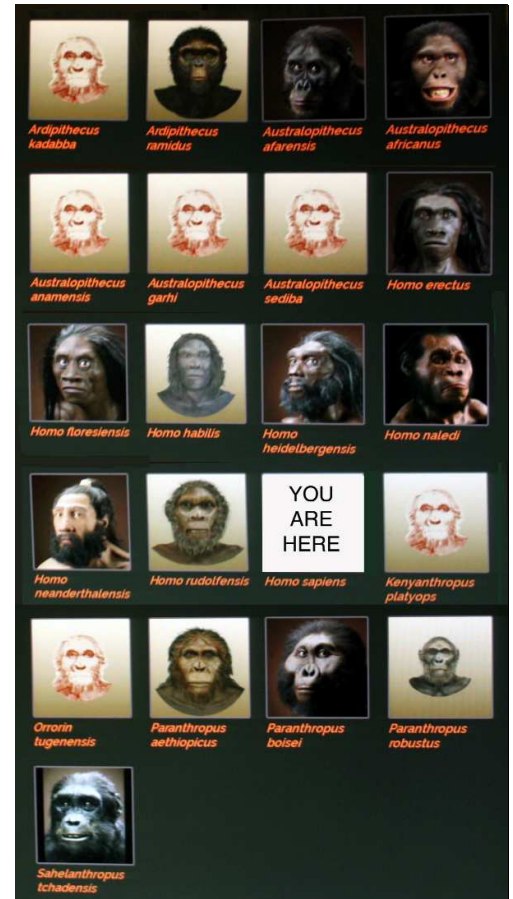 Ardipithecus
kadabba
Ardipithecus
ramidus
Australopithecus
afarensis
Australopithecus
africanus
Australopithecus
anamensis
Australopithecus
garhi
Australopithecus
sediba
Homo erectus
Homo floresiensis
Homo habilis
Homo
heidelbergensis
Homo naledi
Homo
neanderthalensis
Homo rudolfensis
YOU
ARE
HERE
Homo sapiens
Kenyanthropus
platyops
Orrorin
tugenensis
Paranthropus
aethiopicus
Paranthropus
boisei
Paranthropus
robustus
Sahelanthropus
tchadensis